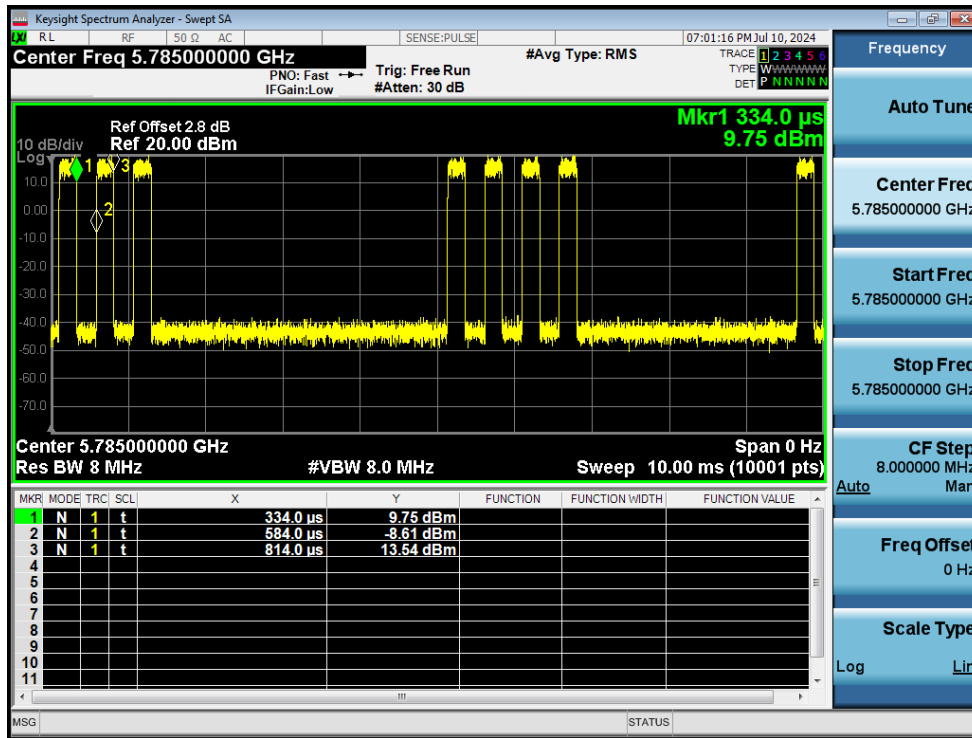 Keysight Spectrum Analyzer - Swept SA
LXI RL RF 50 Ω AC SENSE:PULSE 07:01:16 PM Jul 10, 2024
Center Freq 5.785000000 GHz #Avg Type: RMS TRACE 1 2 3 4 5 6
PNO: Fast Trig: Free Run TYPE WWWWWW
IFGain:Low #Atten: 30 dB DET P N N N N N
Mkr1 334.0 µs
Ref Offset 2.8 dB 9.75 dBm
10 dB/div Ref 20.00 dBm
Log
1 3
10.0
2
0.00
-10.0
-20.0
-30.0
-40.0
-50.0
-60.0
-70.0
Center 5.785000000 GHz Span 0 Hz
Res BW 8 MHz #VBW 8.0 MHz Sweep 10.00 ms (10001 pts)
MKR MODE TRC SCL X Y FUNCTION FUNCTION WIDTH FUNCTION VALUE
1 N 1 t 334.0 µs 9.75 dBm
2 N 1 t 584.0 µs -8.61 dBm
3 N 1 t 814.0 µs 13.54 dBm
4
5
6
7
8
9
10
11
MSG STATUS
Frequency
Auto Tune
Center Freq
5.785000000 GHz
Start Freq
5.785000000 GHz
Stop Freq
5.785000000 GHz
CF Step
8.000000 MHz
Auto Man
Freq Offset
0 Hz
Scale Type
Log Lin